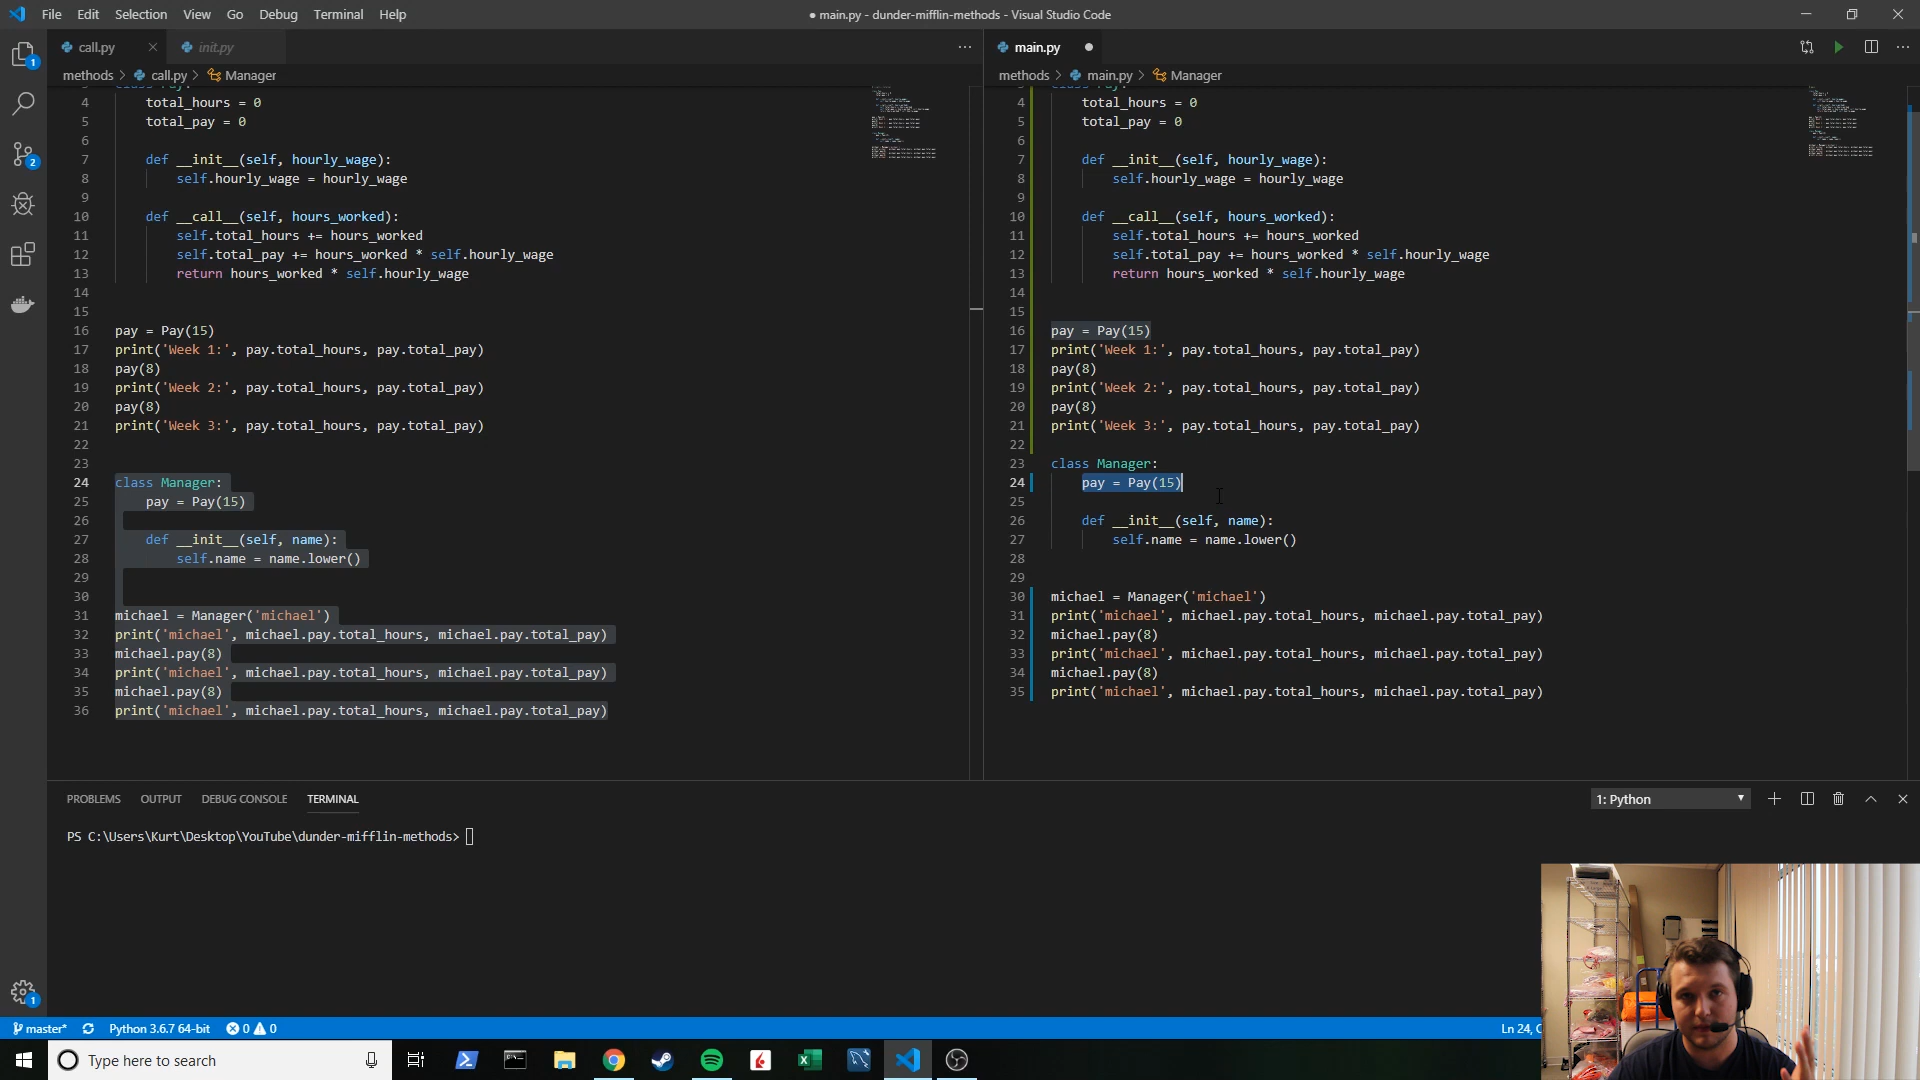 File Edit Selection View Go Debug Terminal Help
● main.py - dunder-mifflin-methods - Visual Studio Code
call.py
init.py
methods > call.py > Manager
4 total_hours = 0
5 total_pay = 0
6
7 def __init__(self, hourly_wage):
8 self.hourly_wage = hourly_wage
9
10 def __call__(self, hours_worked):
11 self.total_hours += hours_worked
12 self.total_pay += hours_worked * self.hourly_wage
13 return hours_worked * self.hourly_wage
14
15
16 pay = Pay(15)
17 print('Week 1:', pay.total_hours, pay.total_pay)
18 pay(8)
19 print('Week 2:', pay.total_hours, pay.total_pay)
20 pay(8)
21 print('Week 3:', pay.total_hours, pay.total_pay)
22
23
24 class Manager:
25 pay = Pay(15)
26
27 def __init__(self, name):
28 self.name = name.lower()
29
30
31 michael = Manager('michael')
32 print('michael', michael.pay.total_hours, michael.pay.total_pay)
33 michael.pay(8)
34 print('michael', michael.pay.total_hours, michael.pay.total_pay)
35 michael.pay(8)
36 print('michael', michael.pay.total_hours, michael.pay.total_pay)
main.py
methods > main.py > Manager
4 total_hours = 0
5 total_pay = 0
6
7 def __init__(self, hourly_wage):
8 self.hourly_wage = hourly_wage
9
10 def __call__(self, hours_worked):
11 self.total_hours += hours_worked
12 self.total_pay += hours_worked * self.hourly_wage
13 return hours_worked * self.hourly_wage
14
15
16 pay = Pay(15)
17 print('Week 1:', pay.total_hours, pay.total_pay)
18 pay(8)
19 print('Week 2:', pay.total_hours, pay.total_pay)
20 pay(8)
21 print('Week 3:', pay.total_hours, pay.total_pay)
22
23 class Manager:
24 pay = Pay(15)
25
26 def __init__(self, name):
27 self.name = name.lower()
28
29
30 michael = Manager('michael')
31 print('michael', michael.pay.total_hours, michael.pay.total_pay)
32 michael.pay(8)
33 print('michael', michael.pay.total_hours, michael.pay.total_pay)
34 michael.pay(8)
35 print('michael', michael.pay.total_hours, michael.pay.total_pay)
1
2
1
PROBLEMS OUTPUT DEBUG CONSOLE TERMINAL
1: Python
PS C:\Users\Kurt\Desktop\YouTube\dunder-mifflin-methods>
master* Python 3.6.7 64-bit 0 0
Ln 24,
Type here to search